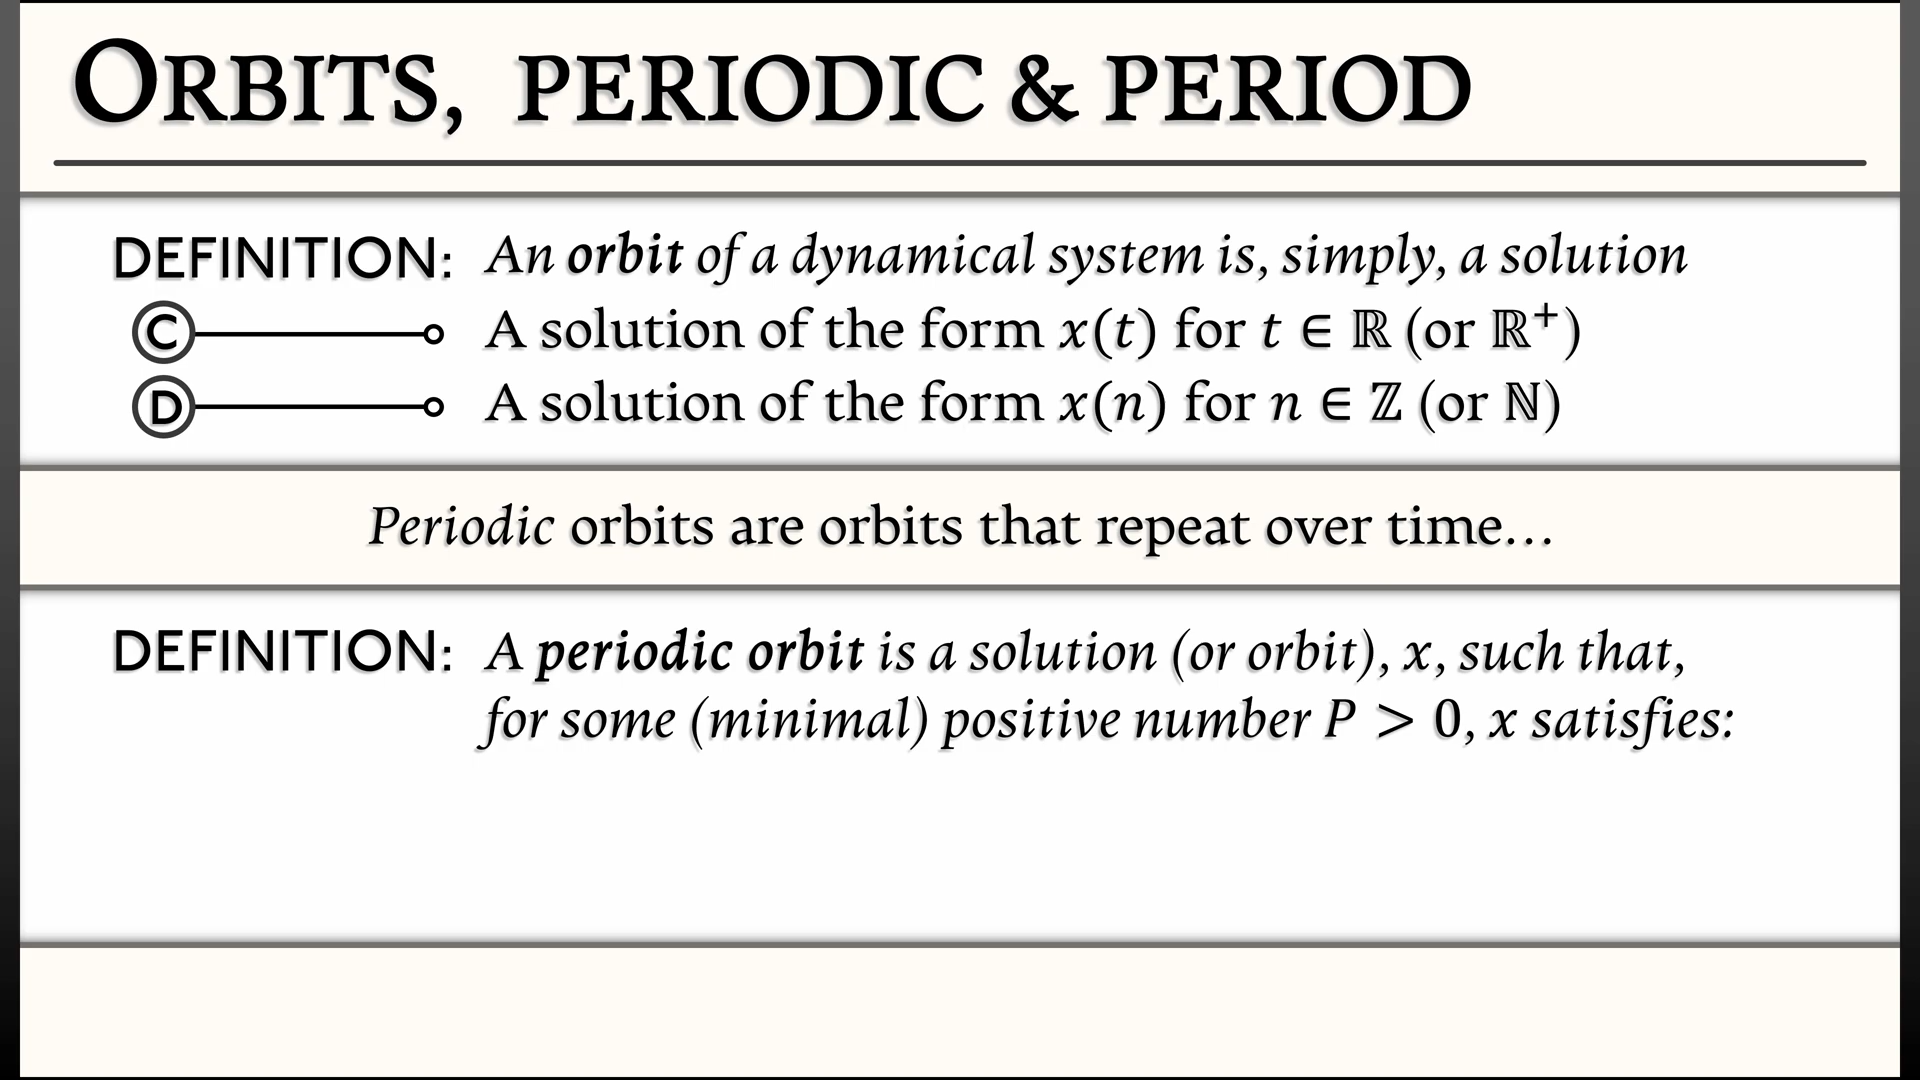 ORBITS, PERIODIC & PERIOD
DEFINITION: An orbit of a dynamical system is, simply, a solution
C A solution of the form x(t) for t ∈ ℝ (or ℝ⁺)
D A solution of the form x(n) for n ∈ ℤ (or ℕ)
Periodic orbits are orbits that repeat over time...
DEFINITION: A periodic orbit is a solution (or orbit), x, such that,
for some (minimal) positive number P > 0, x satisfies: